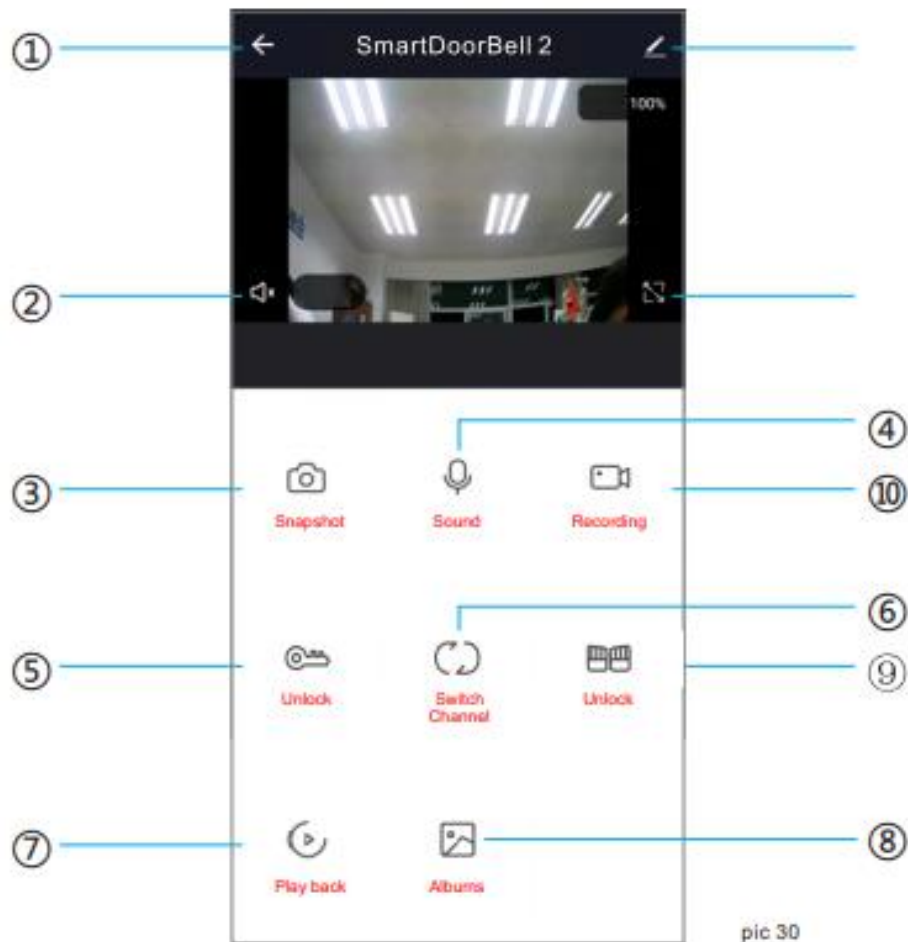 ① SmartDoorBell 2
100%
②
④
③ ⑩
Snapshot Sound Recording
⑥
⑤ ⑨
Unlock Switch Channel Unlock
⑦ ⑧
Play back Albums
pic 30